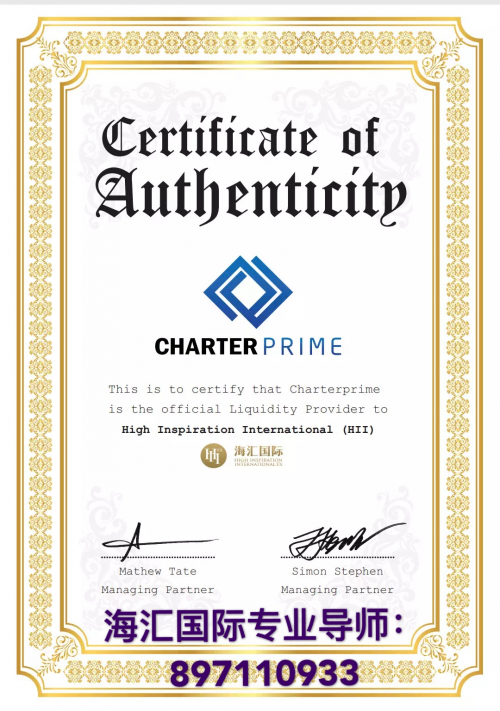 Certificate of
Authenticity
CHARTERPRIME
This is to certify that Charterprime
is the official Liquidity Provider to
High Inspiration International (HII)
海汇国际
HIGH INSPIRATION
INTERNATIONAL FX
Mathew Tate
Simon Stephen
Managing Partner
Managing Partner
海汇国际专业导师：
897110933